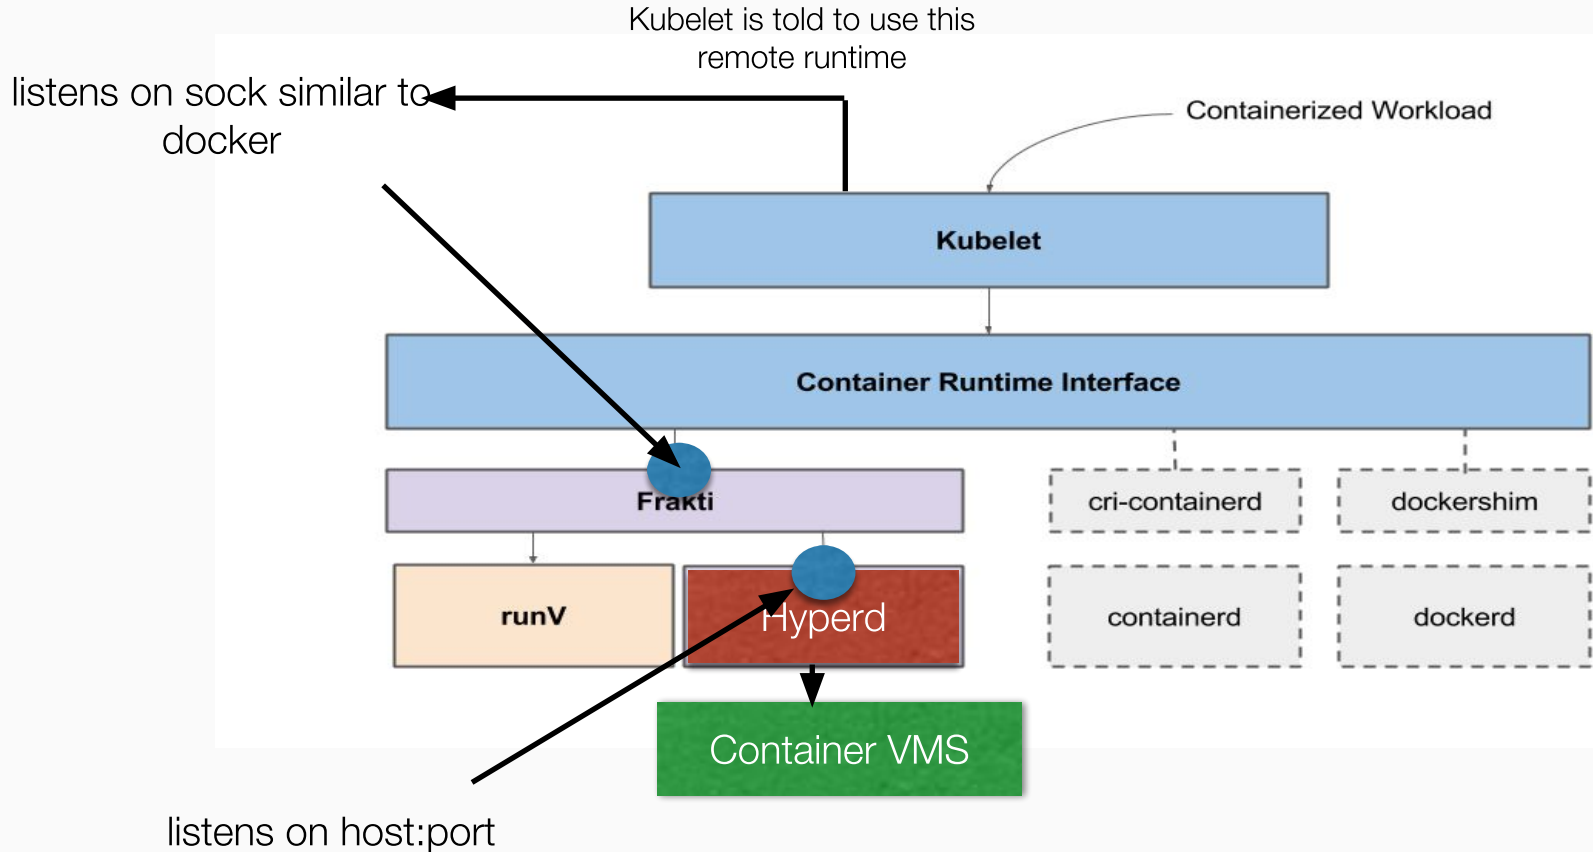 Kubelet is told to use this
remote runtime
listens on sock similar to
docker
Containerized Workload
Kubelet
Container Runtime Interface
Frakti
cri-containerd
dockershim
runV
Hyperd
containerd
dockerd
Container VMS
listens on host:port